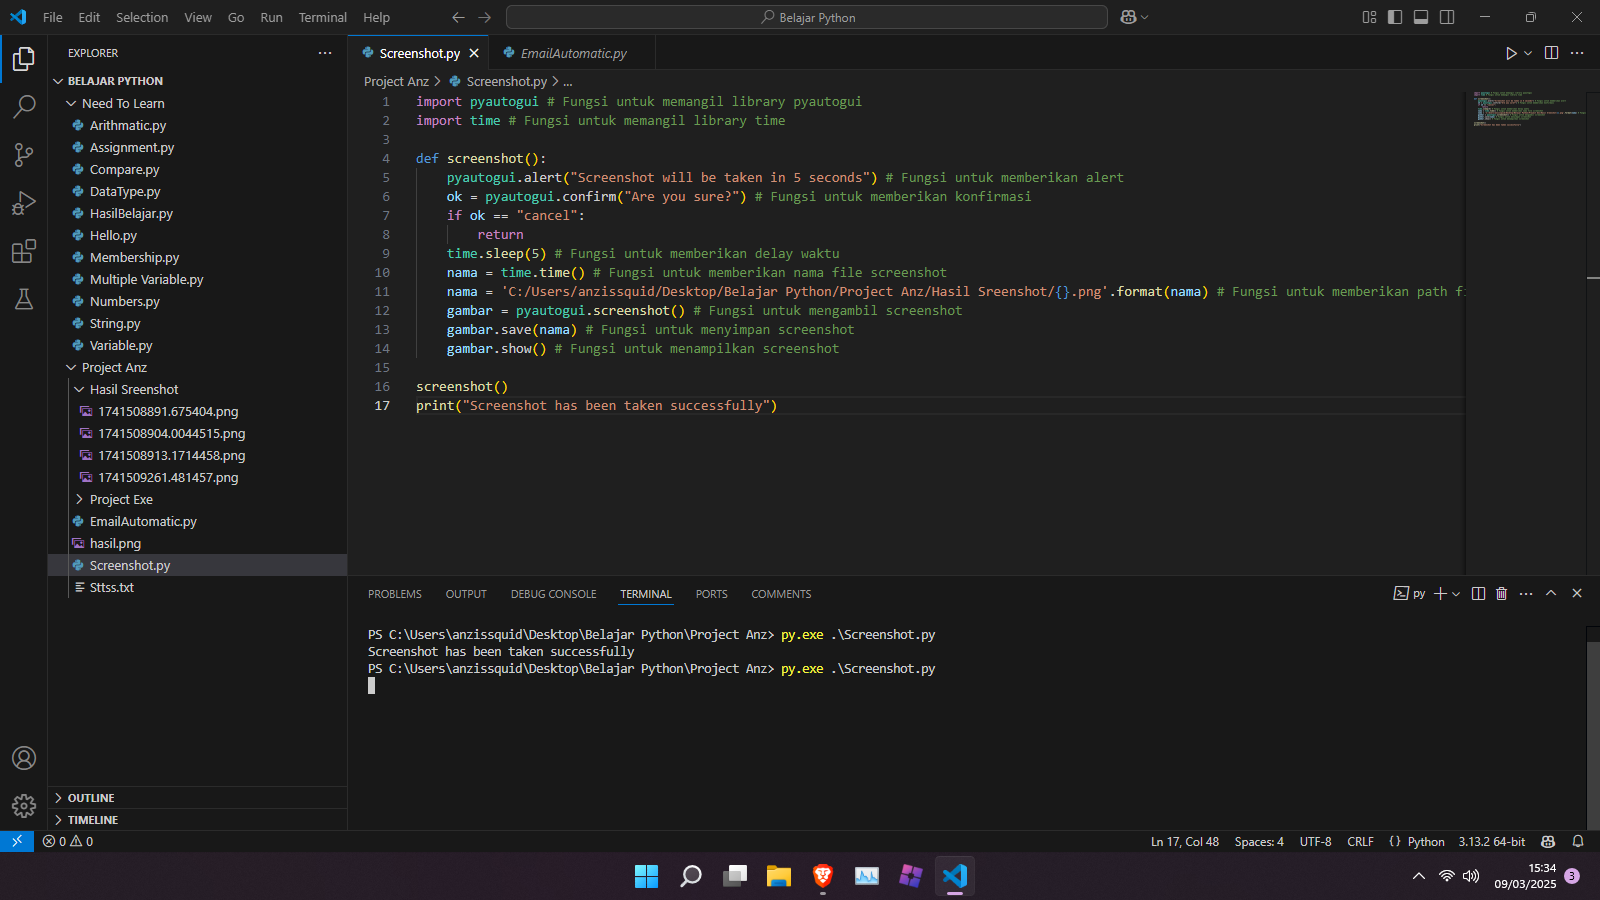 File Edit Selection View Go Run Terminal Help
Belajar Python
EXPLORER
BELAJAR PYTHON
Need To Learn
Arithmatic.py
Assignment.py
Compare.py
DataType.py
HasilBelajar.py
Hello.py
Membership.py
Multiple Variable.py
Numbers.py
String.py
Variable.py
Project Anz
Hasil Sreenshot
1741508891.675404.png
1741508904.0044515.png
1741508913.1714458.png
1741509261.481457.png
Project Exe
EmailAutomatic.py
hasil.png
Screenshot.py
Sttss.txt
OUTLINE
TIMELINE
Screenshot.py EmailAutomatic.py
Project Anz > Screenshot.py > ...
1 import pyautogui # Fungsi untuk memangil library pyautogui
2 import time # Fungsi untuk memangil library time
3
4 def screenshot():
5 pyautogui.alert("Screenshot will be taken in 5 seconds") # Fungsi untuk memberikan alert
6 ok = pyautogui.confirm("Are you sure?") # Fungsi untuk memberikan konfirmasi
7 if ok == "cancel":
8 return
9 time.sleep(5) # Fungsi untuk memberikan delay waktu
10 nama = time.time() # Fungsi untuk memberikan nama file screenshot
11 nama = 'C:/Users/anzissquid/Desktop/Belajar Python/Project Anz/Hasil Sreenshot/{}.png'.format(nama) # Fungsi untuk memberikan path f
12 gambar = pyautogui.screenshot() # Fungsi untuk mengambil screenshot
13 gambar.save(nama) # Fungsi untuk menyimpan screenshot
14 gambar.show() # Fungsi untuk menampilkan screenshot
15
16 screenshot()
17 print("Screenshot has been taken successfully")
PROBLEMS OUTPUT DEBUG CONSOLE TERMINAL PORTS COMMENTS
py
PS C:\Users\anzissquid\Desktop\Belajar Python\Project Anz> py.exe .\Screenshot.py
Screenshot has been taken successfully
PS C:\Users\anzissquid\Desktop\Belajar Python\Project Anz> py.exe .\Screenshot.py
0 0
Ln 17, Col 48 Spaces: 4 UTF-8 CRLF {} Python 3.13.2 64-bit
15:34
09/03/2025
3